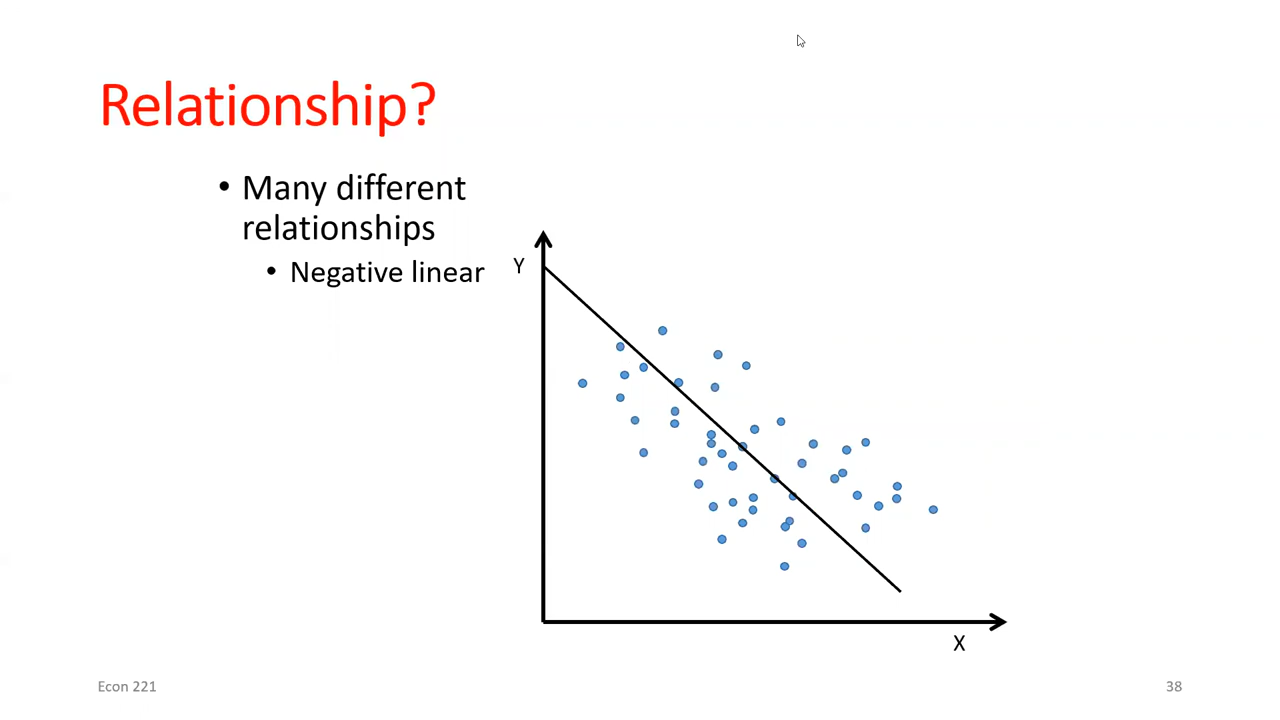 Relationship?
• Many different
relationships
• Negative linear
Y
X
Econ 221
38